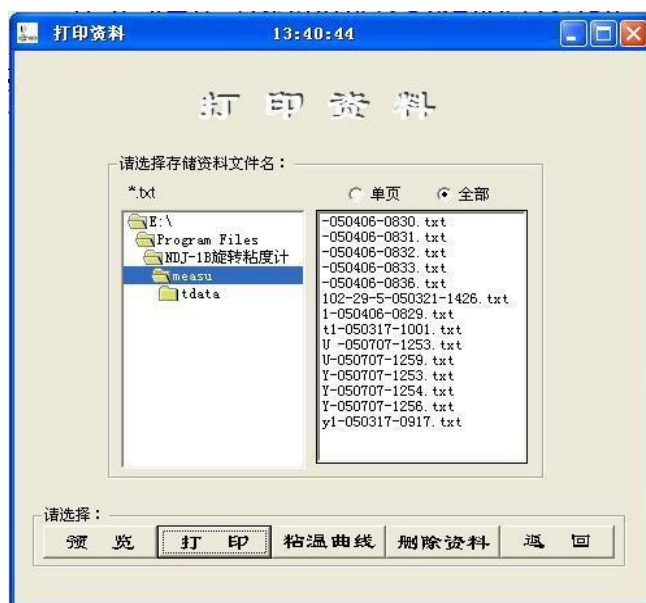 打印资料 13:40:44
打 印 资 料
请选择存储资料文件名：
*.txt 单页 全部
E:\
Program Files
NDJ-1B旋转粘度计
measu
tdata
-050406-0830.txt
-050406-0831.txt
-050406-0832.txt
-050406-0833.txt
-050406-0836.txt
102-29-5-050321-1426.txt
1-050406-0829.txt
t1-050317-1001.txt
U -050707-1253.txt
U-050707-1259.txt
Y-050707-1253.txt
Y-050707-1254.txt
Y-050707-1256.txt
y1-050317-0917.txt
请选择：
预 览 打 印 粘温曲线 删除资料 返 回